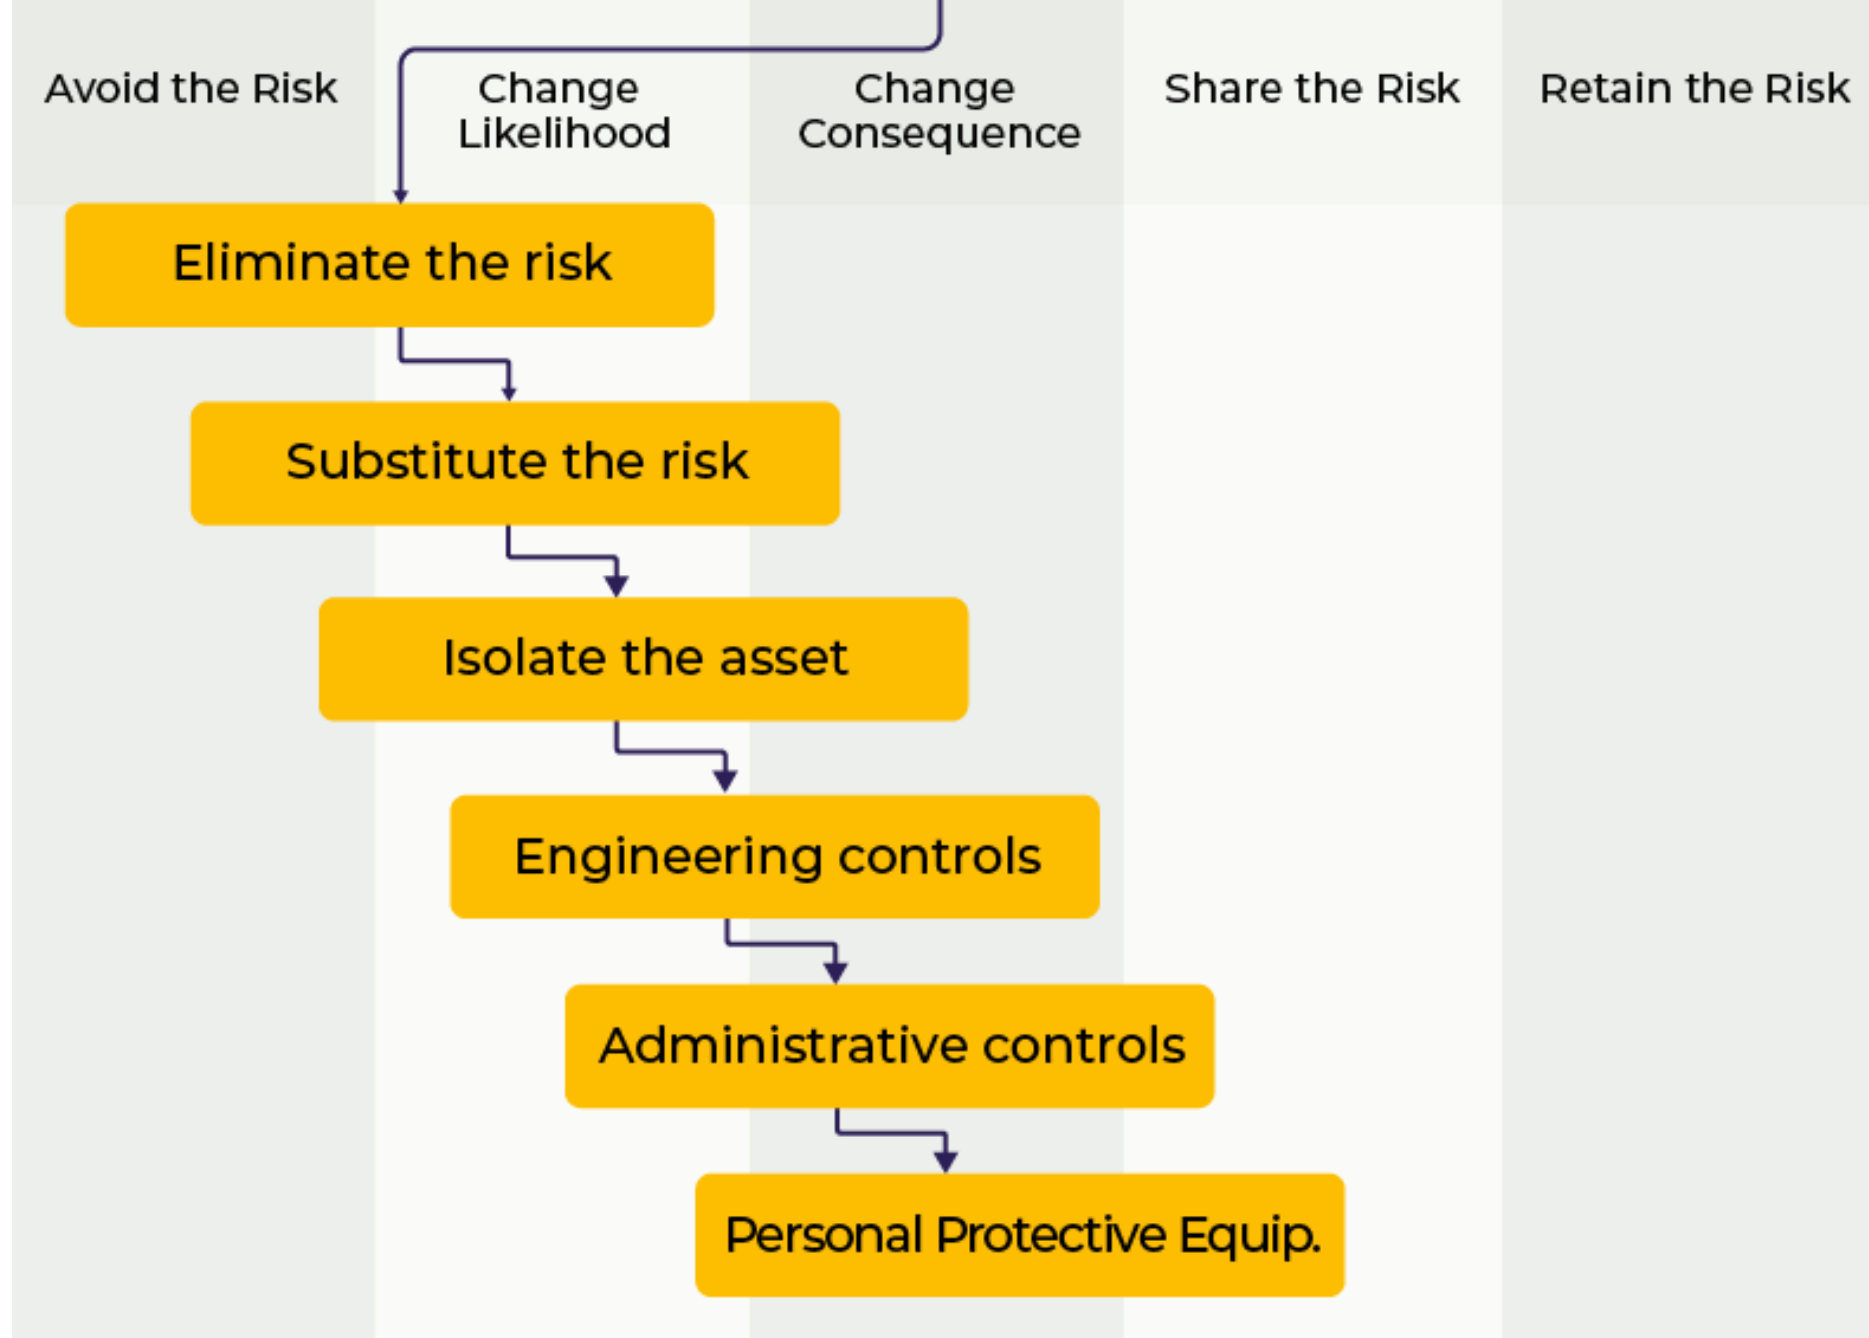 Avoid the Risk
Change
Likelihood
Change
Consequence
Share the Risk
Retain the Risk
Eliminate the risk
Substitute the risk
Isolate the asset
Engineering controls
Administrative controls
Personal Protective Equip.